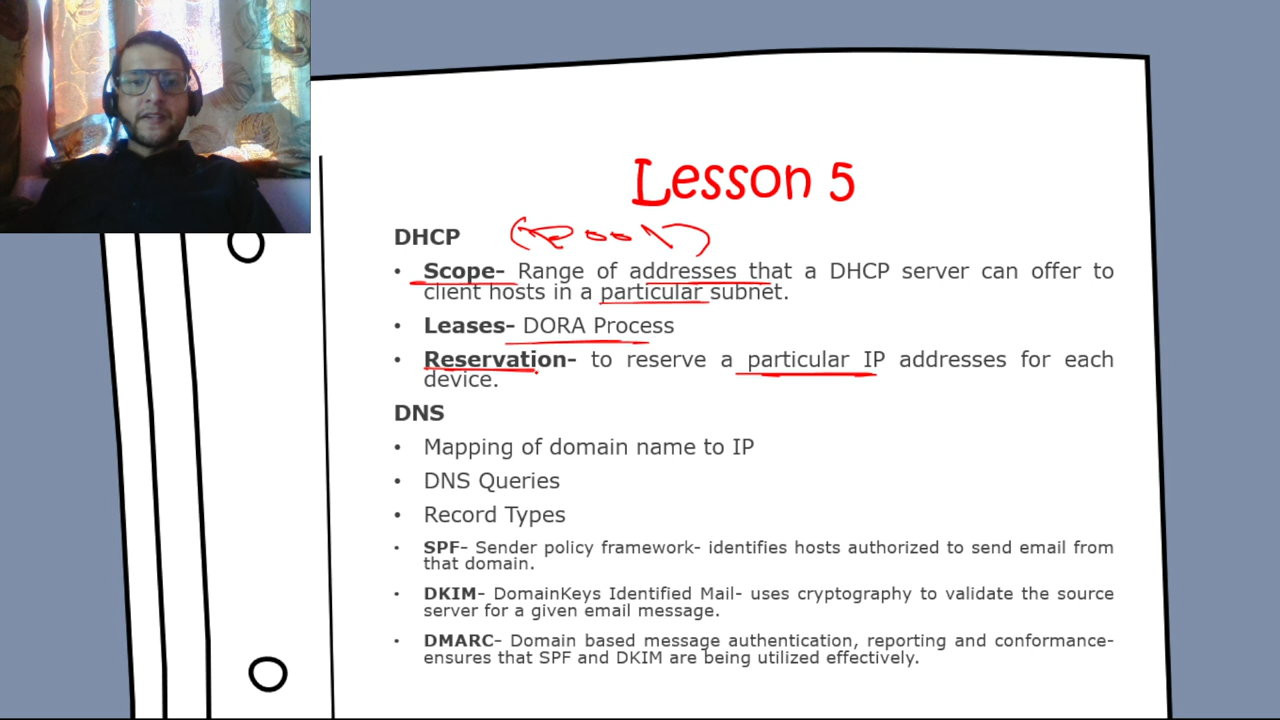 Lesson 5
DHCP (IP Pool)
• Scope- Range of addresses that a DHCP server can offer to
client hosts in a particular subnet.
• Leases- DORA Process
• Reservation- to reserve a particular IP addresses for each
device.
DNS
• Mapping of domain name to IP
• DNS Queries
• Record Types
• SPF- Sender policy framework- identifies hosts authorized to send email from
that domain.
• DKIM- DomainKeys Identified Mail- uses cryptography to validate the source
server for a given email message.
• DMARC- Domain based message authentication, reporting and conformance-
ensures that SPF and DKIM are being utilized effectively.